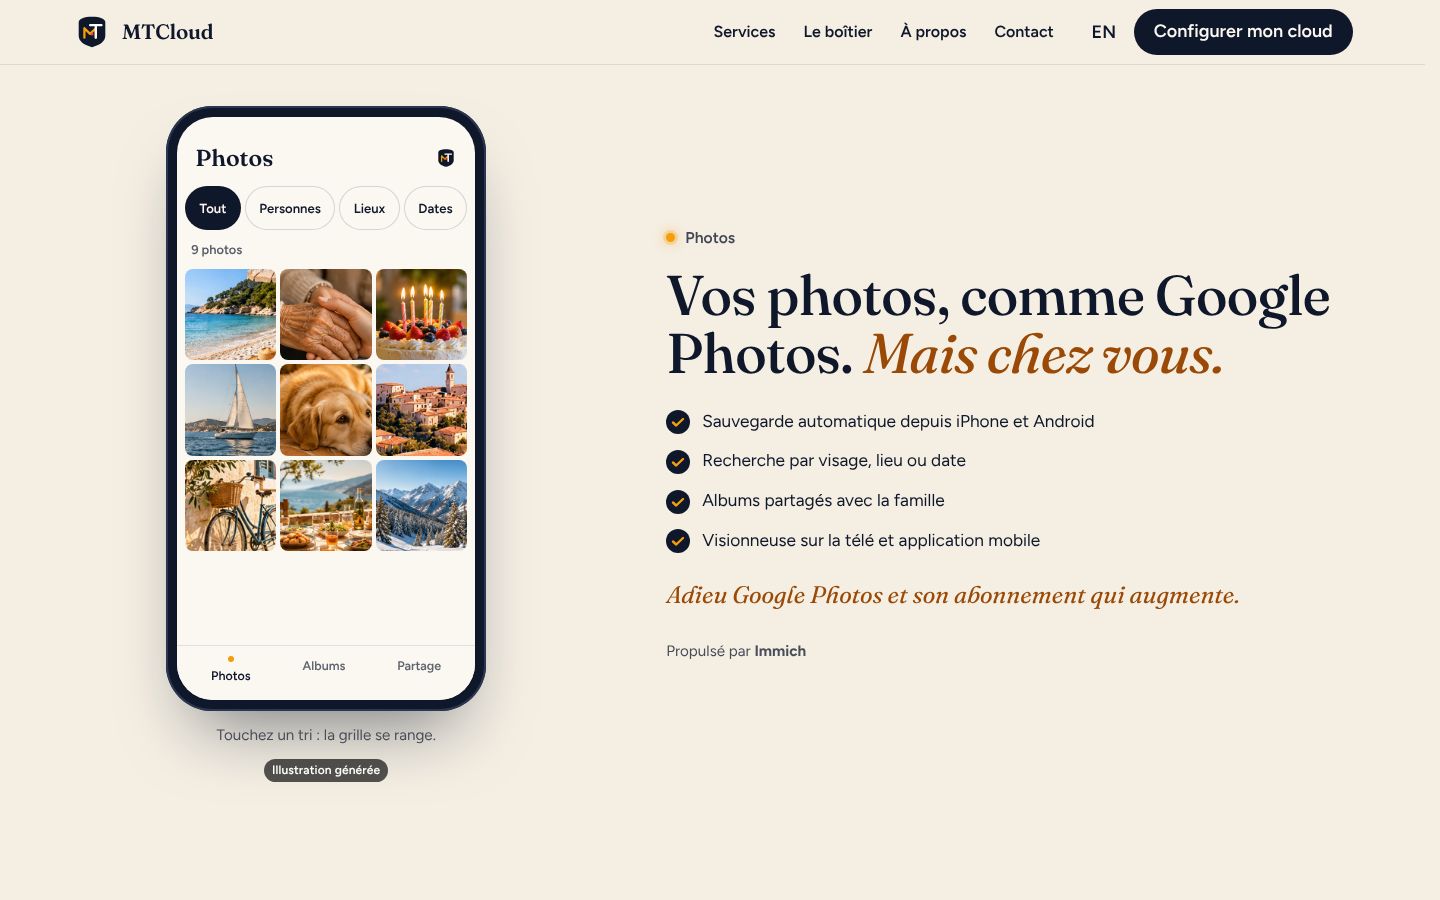 MT MTCloud
Services Le boîtier À propos Contact EN Configurer mon cloud
Photos MT
Tout Personnes Lieux Dates
9 photos
Photos Albums Partage
Touchez un tri : la grille se range.
Illustration générée
Photos
Vos photos, comme Google
Photos. Mais chez vous.
Sauvegarde automatique depuis iPhone et Android
Recherche par visage, lieu ou date
Albums partagés avec la famille
Visionneuse sur la télé et application mobile
Adieu Google Photos et son abonnement qui augmente.
Propulsé par Immich